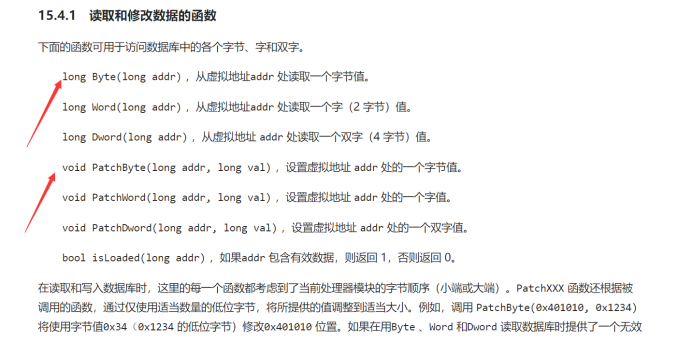 15.4.1 读取和修改数据的函数
下面的函数可用于访问数据库中的各个字节、字和双字。
long Byte(long addr) ，从虚拟地址addr 处读取一个字节值。
long Word(long addr) ，从虚拟地址addr 处读取一个字（2 字节）值。
long Dword(long addr) ，从虚拟地址 addr 处读取一个双字（4 字节）值。
void PatchByte(long addr, long val) ，设置虚拟地址 addr 处的一个字节值。
void PatchWord(long addr, long val) ，设置虚拟地址 addr 处的一个字值。
void PatchDword(long addr, long val) ，设置虚拟地址 addr 处的一个双字值。
bool isLoaded(long addr) ，如果addr 包含有效数据，则返回 1，否则返回 0。
在读取和写入数据库时，这里的每一个函数都考虑到了当前处理器模块的字节顺序（小端或大端）。PatchXXX 函数还根据被
调用的函数，通过仅使用适当数量的低位字节，将所提供的值调整到适当大小。例如，调用 PatchByte(0x401010, 0x1234)
将使用字节值0x34（0x1234 的低位字节）修改0x401010 位置。如果在用Byte 、Word 和Dword 读取数据库时提供了一个无效